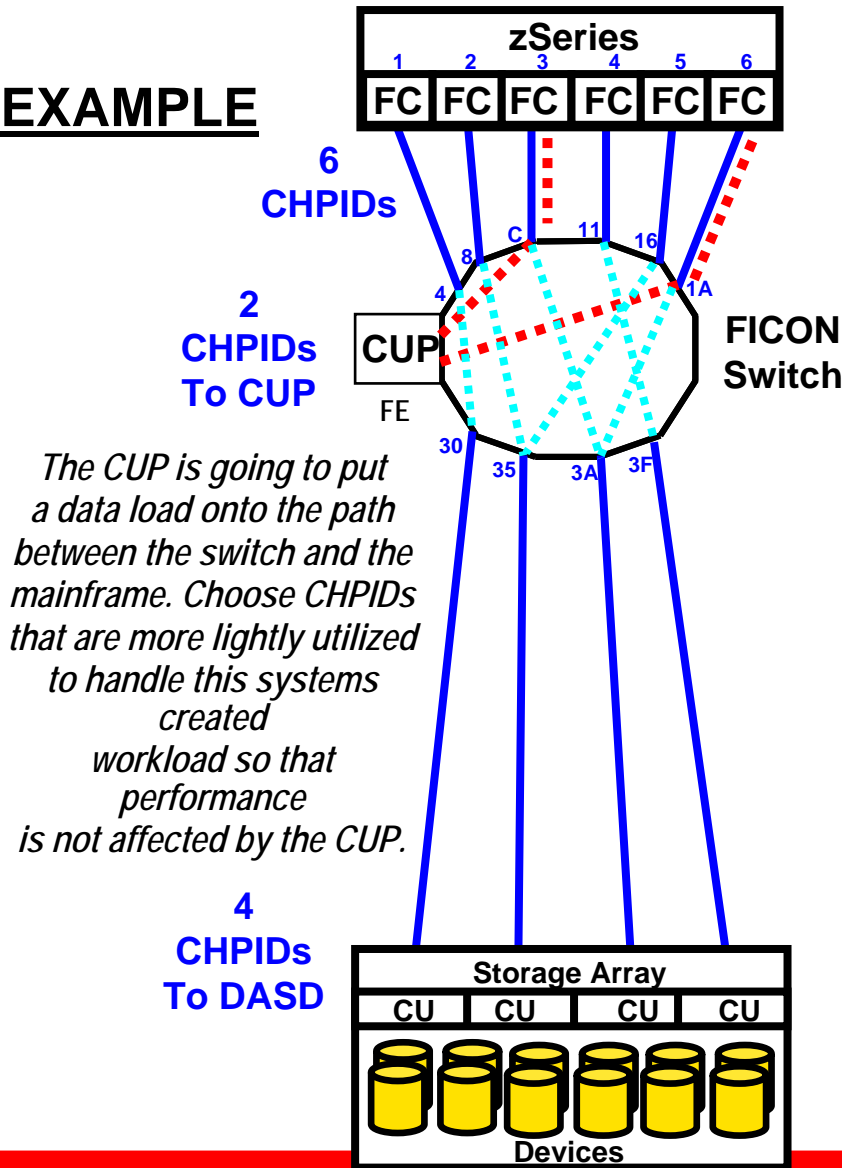 EXAMPLE
zSeries
1 2 3 4 5 6
FC FC FC FC FC FC
6
CHPIDs
C 11
8 16
4 1A
2
CHPIDs
To CUP
CUP
FE
FICON
Switch
30 35 3A 3F
The CUP is going to put
a data load onto the path
between the switch and the
mainframe. Choose CHPIDs
that are more lightly utilized
to handle this systems
created
workload so that
performance
is not affected by the CUP.
4
CHPIDs
To DASD
Storage Array
CU CU CU CU
Devices